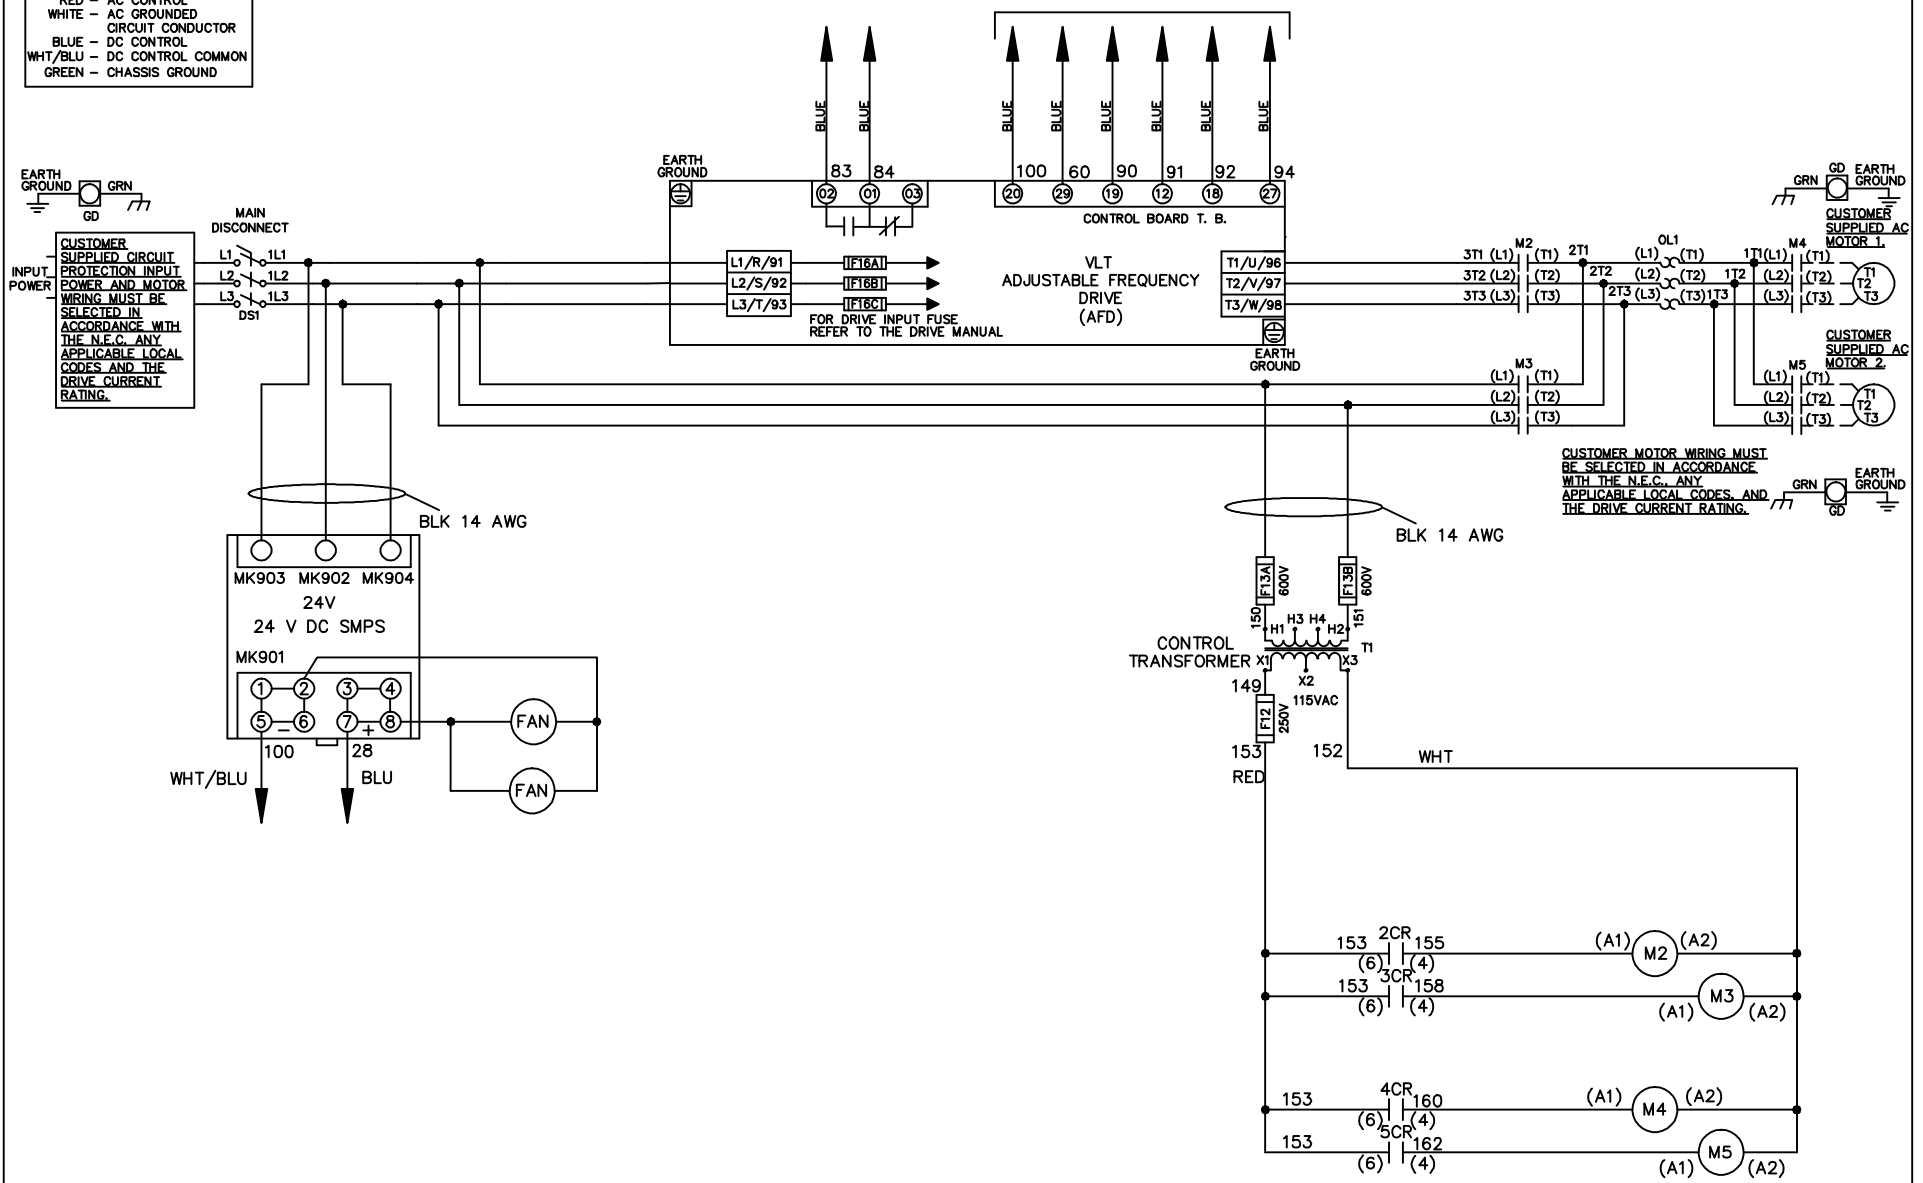 RED – AC CONTROL
WHITE – AC GROUNDED
CIRCUIT CONDUCTOR
BLUE – DC CONTROL
WHT/BLU – DC CONTROL COMMON
GREEN – CHASSIS GROUND
BLUE BLUE BLUE BLUE BLUE BLUE BLUE BLUE
EARTH
GROUND
GRN
GD
MAIN
DISCONNECT
INPUT
POWER
CUSTOMER
SUPPLIED CIRCUIT
PROTECTION INPUT
POWER AND MOTOR
WIRING MUST BE
SELECTED IN
ACCORDANCE WITH
THE N.E.C. ANY
APPLICABLE LOCAL
CODES AND THE
DRIVE CURRENT
RATING.
L1 1L1
L2 1L2
L3 1L3
DS1
EARTH
GROUND
83 84
02 01 03
100 60 90 91 92 94
20 29 19 12 18 27
CONTROL BOARD T. B.
L1/R/91 F16A
L2/S/92 F16B
L3/T/93 F16C
FOR DRIVE INPUT FUSE
REFER TO THE DRIVE MANUAL
VLT
ADJUSTABLE FREQUENCY
DRIVE
(AFD)
T1/U/96
T2/V/97
T3/W/98
EARTH
GROUND
GRN GD EARTH
GROUND
CUSTOMER
SUPPLIED AC
MOTOR 1.
M2 OL1 M4
3T1 (L1) (T1) 2T1 (L1) (T1) 1T1 (L1) (T1) T1
3T2 (L2) (T2) 2T2 (L2) (T2) 1T2 (L2) (T2) T2
3T3 (L3) (T3) 2T3 (L3) (T3) 1T3 (L3) (T3) T3
CUSTOMER
SUPPLIED AC
MOTOR 2.
M3 M5
(L1) (T1) (L1) (T1) T1
(L2) (T2) (L2) (T2) T2
(L3) (T3) (L3) (T3) T3
CUSTOMER MOTOR WIRING MUST
BE SELECTED IN ACCORDANCE
WITH THE N.E.C., ANY
APPLICABLE LOCAL CODES, AND
THE DRIVE CURRENT RATING.
GRN GD EARTH
GROUND
BLK 14 AWG
BLK 14 AWG
MK903 MK902 MK904
24V
24 V DC SMPS
MK901
1 2 3 4
5 6 7 8
– +
100 28
WHT/BLU BLU
FAN
FAN
F13A 600V F13B 600V
150 151
H1 H3 H4 H2
T1
CONTROL
TRANSFORMER
X1 X2 X3
149
115VAC
F12 250V
153 152
RED
WHT
153 2CR 155 (A1) M2 (A2)
(6) (4)
153 3CR 158 M3
(6) (4) (A1) (A2)
153 4CR 160 (A1) M4 (A2)
(6) (4)
153 5CR 162 M5
(6) (4) (A1) (A2)